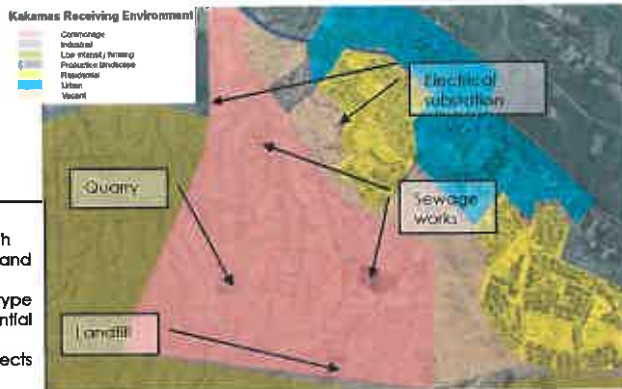 Kakamas Receiving Environment
Commonage
Industrial
Low intensity farming
Production landscape
Residential
Urban
Vacant
Electrical
substation
Quarry
Sewage
works
Landfill
and
type
ntial
ects